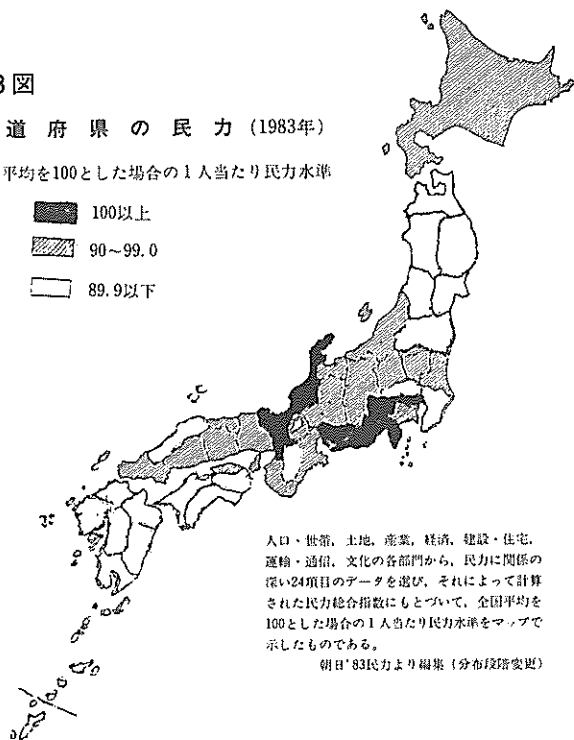 3図
道府県の民力(1983年)
平均を100とした場合の1人当たり民力水準
100以上
90~99.0
89.9以下
人口・世帯,土地,産業,経済,建設・住宅,
運輸・通信,文化の各部門から,民力に関係の
深い24項目のデータを選び,それによって計算
された民力総合指数にもとづいて,全国平均を
100とした場合の1人当たり民力水準をマップで
示したものである。
朝日'83民力より編集(分布段階変更)